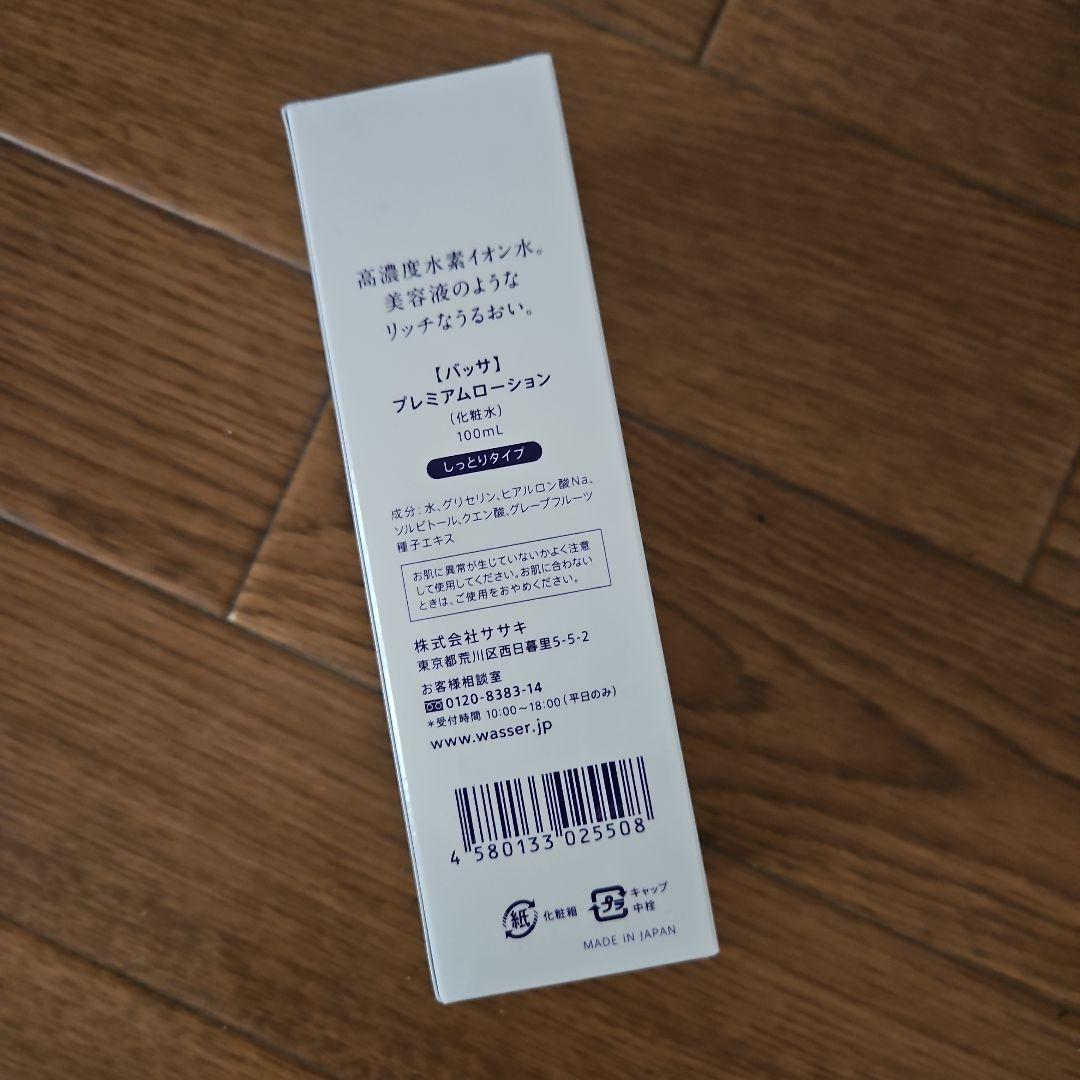 高濃度水素イオン水。
美容液のような
リッチなうるおい。
【バッサ】
プレミアムローション
(化粧水)
100mL
しっとりタイプ
成分:水、グリセリン、ヒアルロン酸Na、
ソルビトール、クエン酸、グレープフルーツ
種子エキス
お肌に異常が生じていないかよく注意
して使用してください。お肌に合わない
ときは、ご使用をおやめください。
株式会社ササキ
東京都荒川区西日暮里5-5-2
お客様相談室
0120-8383-14
*受付時間 10:00～18:00(平日のみ)
www.wasser.jp
4 580133 025508
紙 化粧箱
プラ キャップ
中栓
MADE IN JAPAN